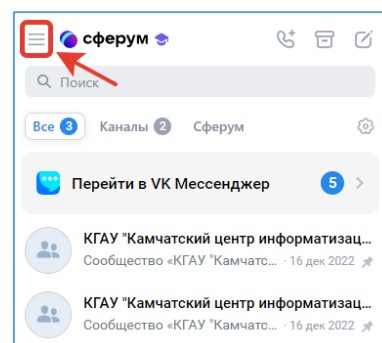 сферум
Поиск
Все 3 Каналы 2 Сферум
Перейти в VK Мессенджер 5
КГАУ "Камчатский центр информатизац...
Сообщество «КГАУ "Камчатс... · 16 дек 2022
КГАУ "Камчатский центр информатизац...
Сообщество «КГАУ "Камчатс... · 16 дек 2022